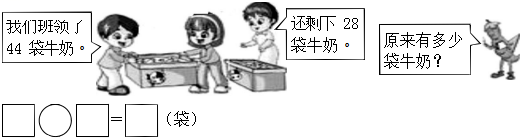 我们班领了
44 袋牛奶。
还剩下 28
袋牛奶。
原来有多少
袋牛奶？
□○□=□（袋）